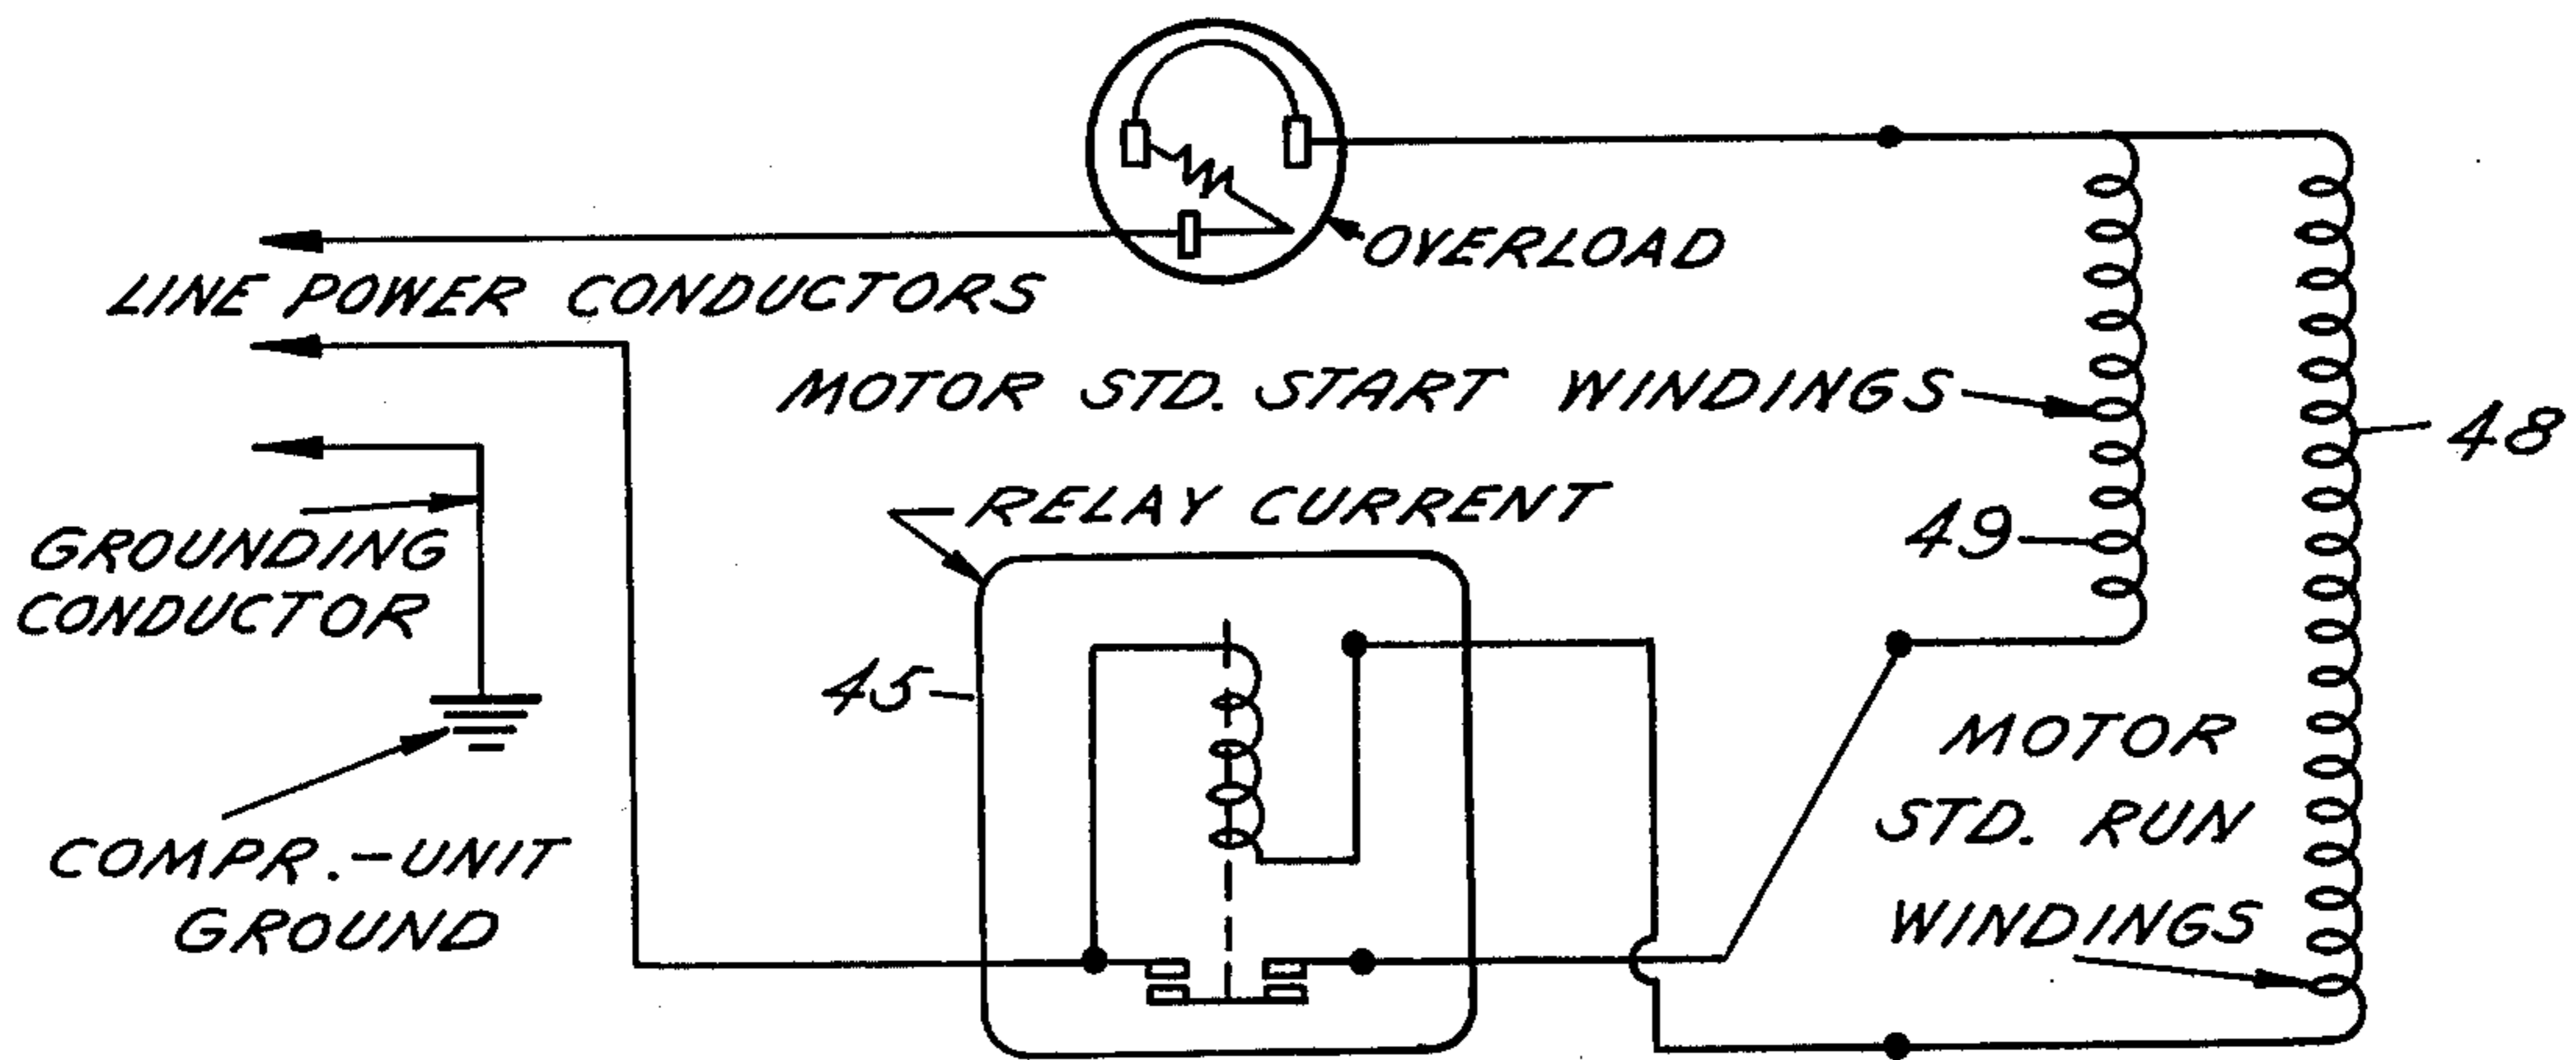 OVERLOAD
LINE POWER CONDUCTORS
MOTOR STD. START WINDINGS
48
RELAY CURRENT
49
GROUNDING
CONDUCTOR
45
MOTOR
STD. RUN
WINDINGS
COMPR.-UNIT
GROUND